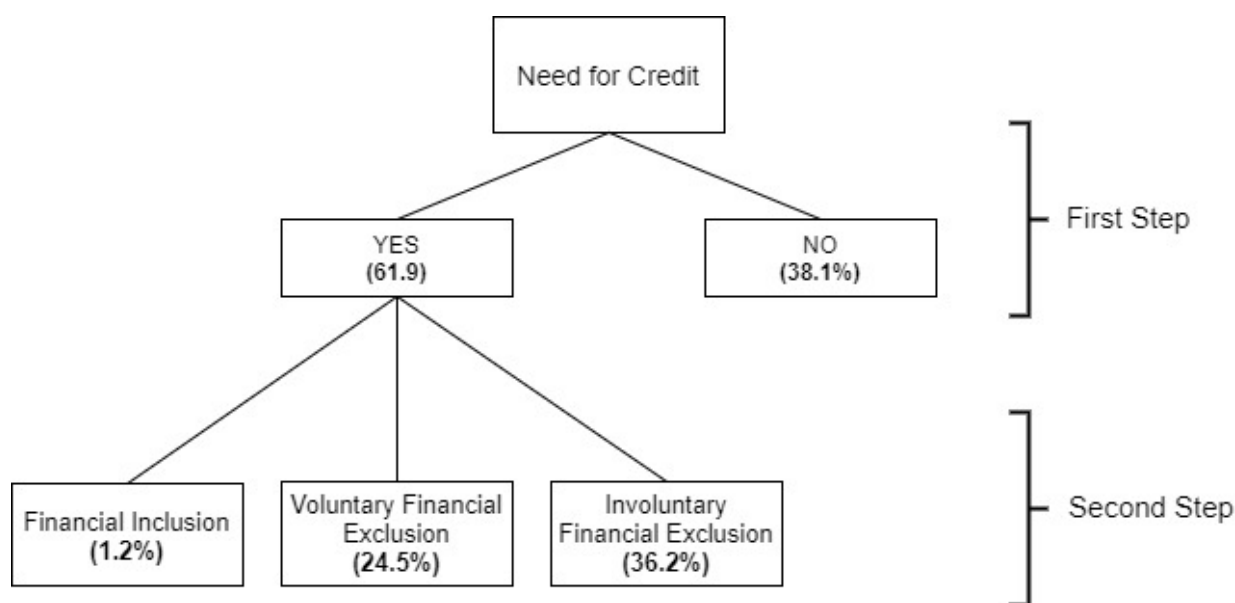 Need for Credit
First Step
YES
(61.9)
NO
(38.1%)
Financial Inclusion
(1.2%)
Voluntary Financial
Exclusion
(24.5%)
Involuntary
Financial Exclusion
(36.2%)
Second Step